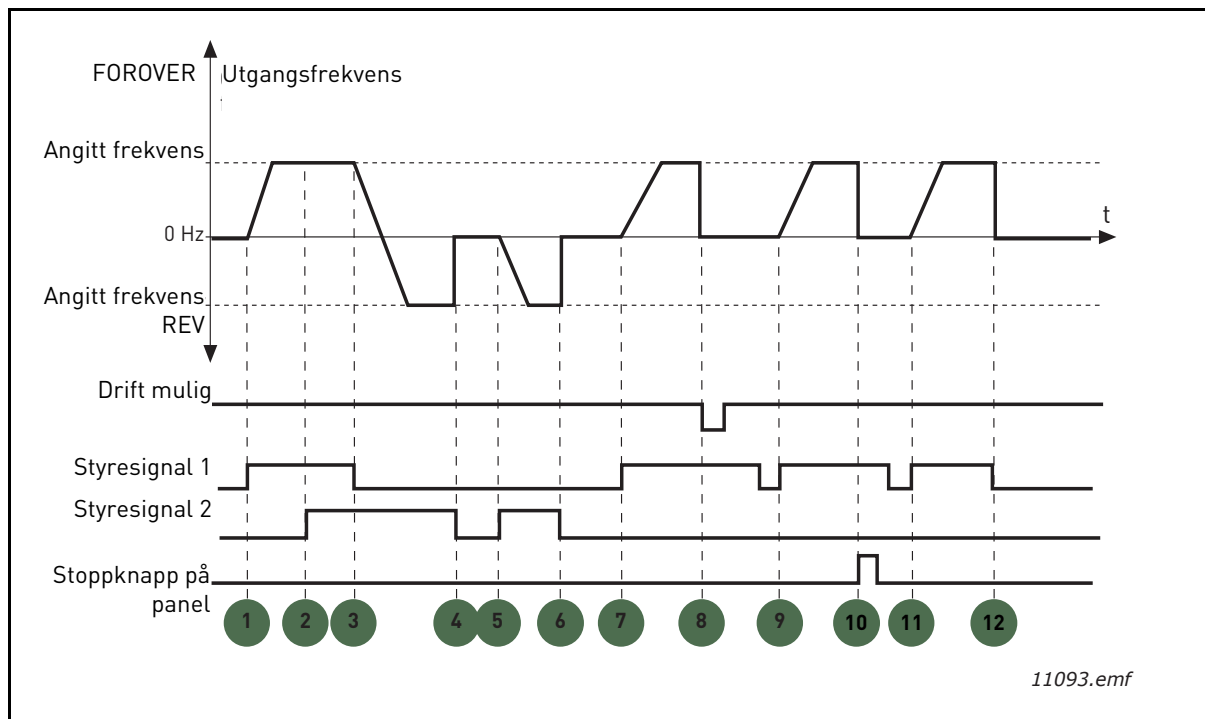 FOROVER
Utgangsfrekvens
Angitt frekvens
t
0 Hz
Angitt frekvens
REV
Drift mulig
Styresignal 1
Styresignal 2
Stoppknapp på
panel
1 2 3 4 5 6 7 8 9 10 11 12
11093.emf